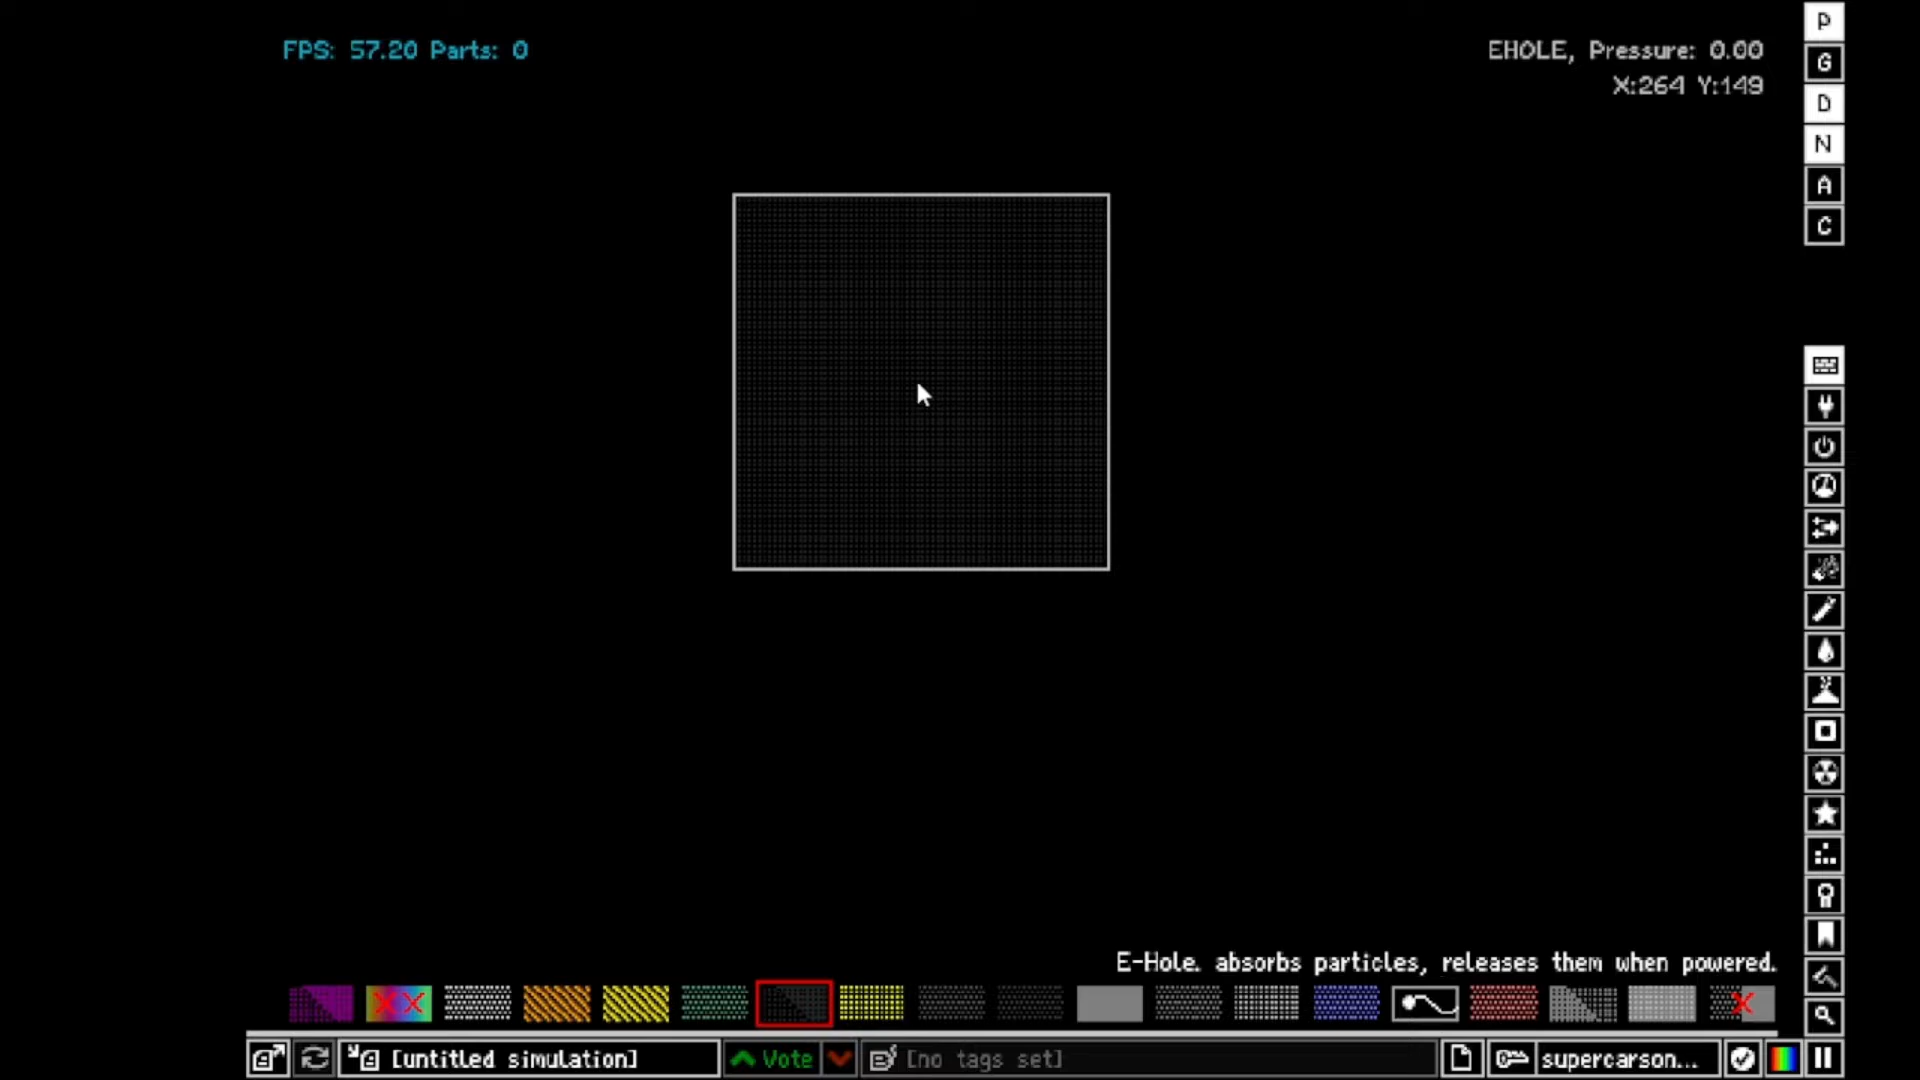 FPS: 57.20 Parts: 0
EHOLE, Pressure: 0.00
X:264 Y:149
P
G
D
N
A
C
E-Hole. absorbs particles, releases them when powered.
[untitled simulation]
Vote
[no tags set]
supercarson...